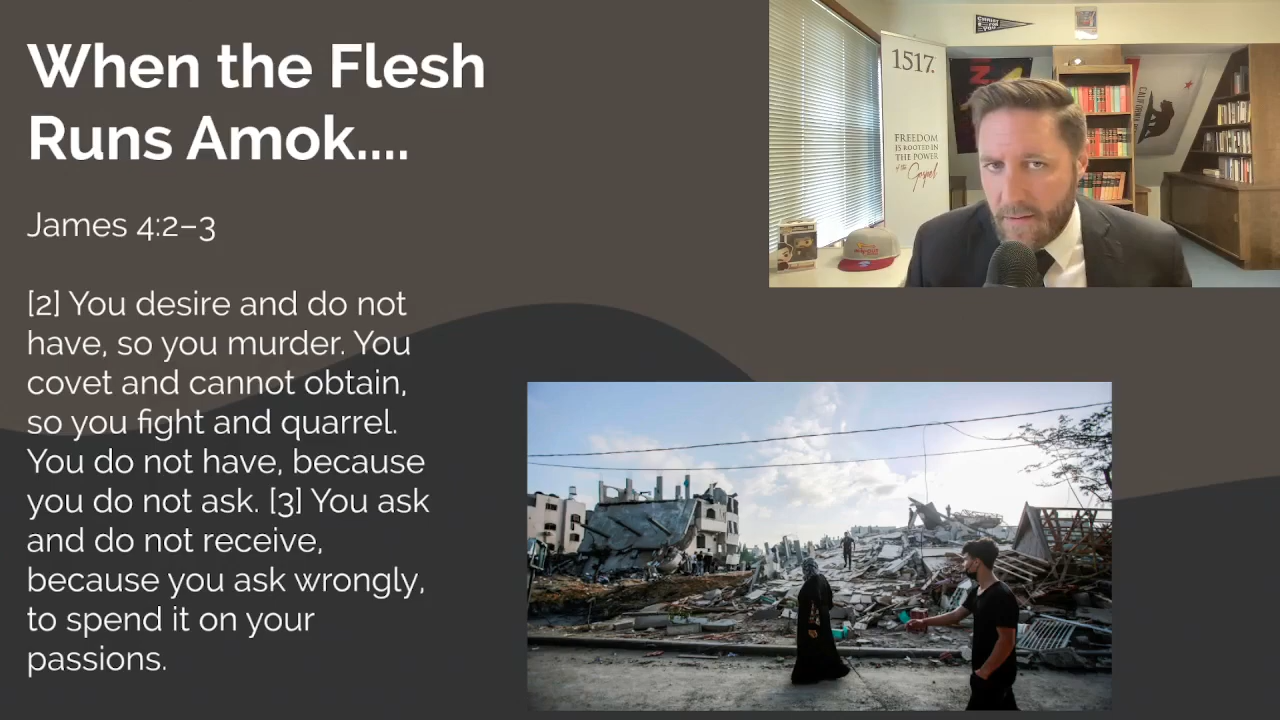 When the Flesh
Runs Amok....
James 4:2–3
[2] You desire and do not
have, so you murder. You
covet and cannot obtain,
so you fight and quarrel.
You do not have, because
you do not ask. [3] You ask
and do not receive,
because you ask wrongly,
to spend it on your
passions.
1517.
FREEDOM
IS ROOTED IN
THE POWER
of the Gospel
CHRIST
FOR
YOU